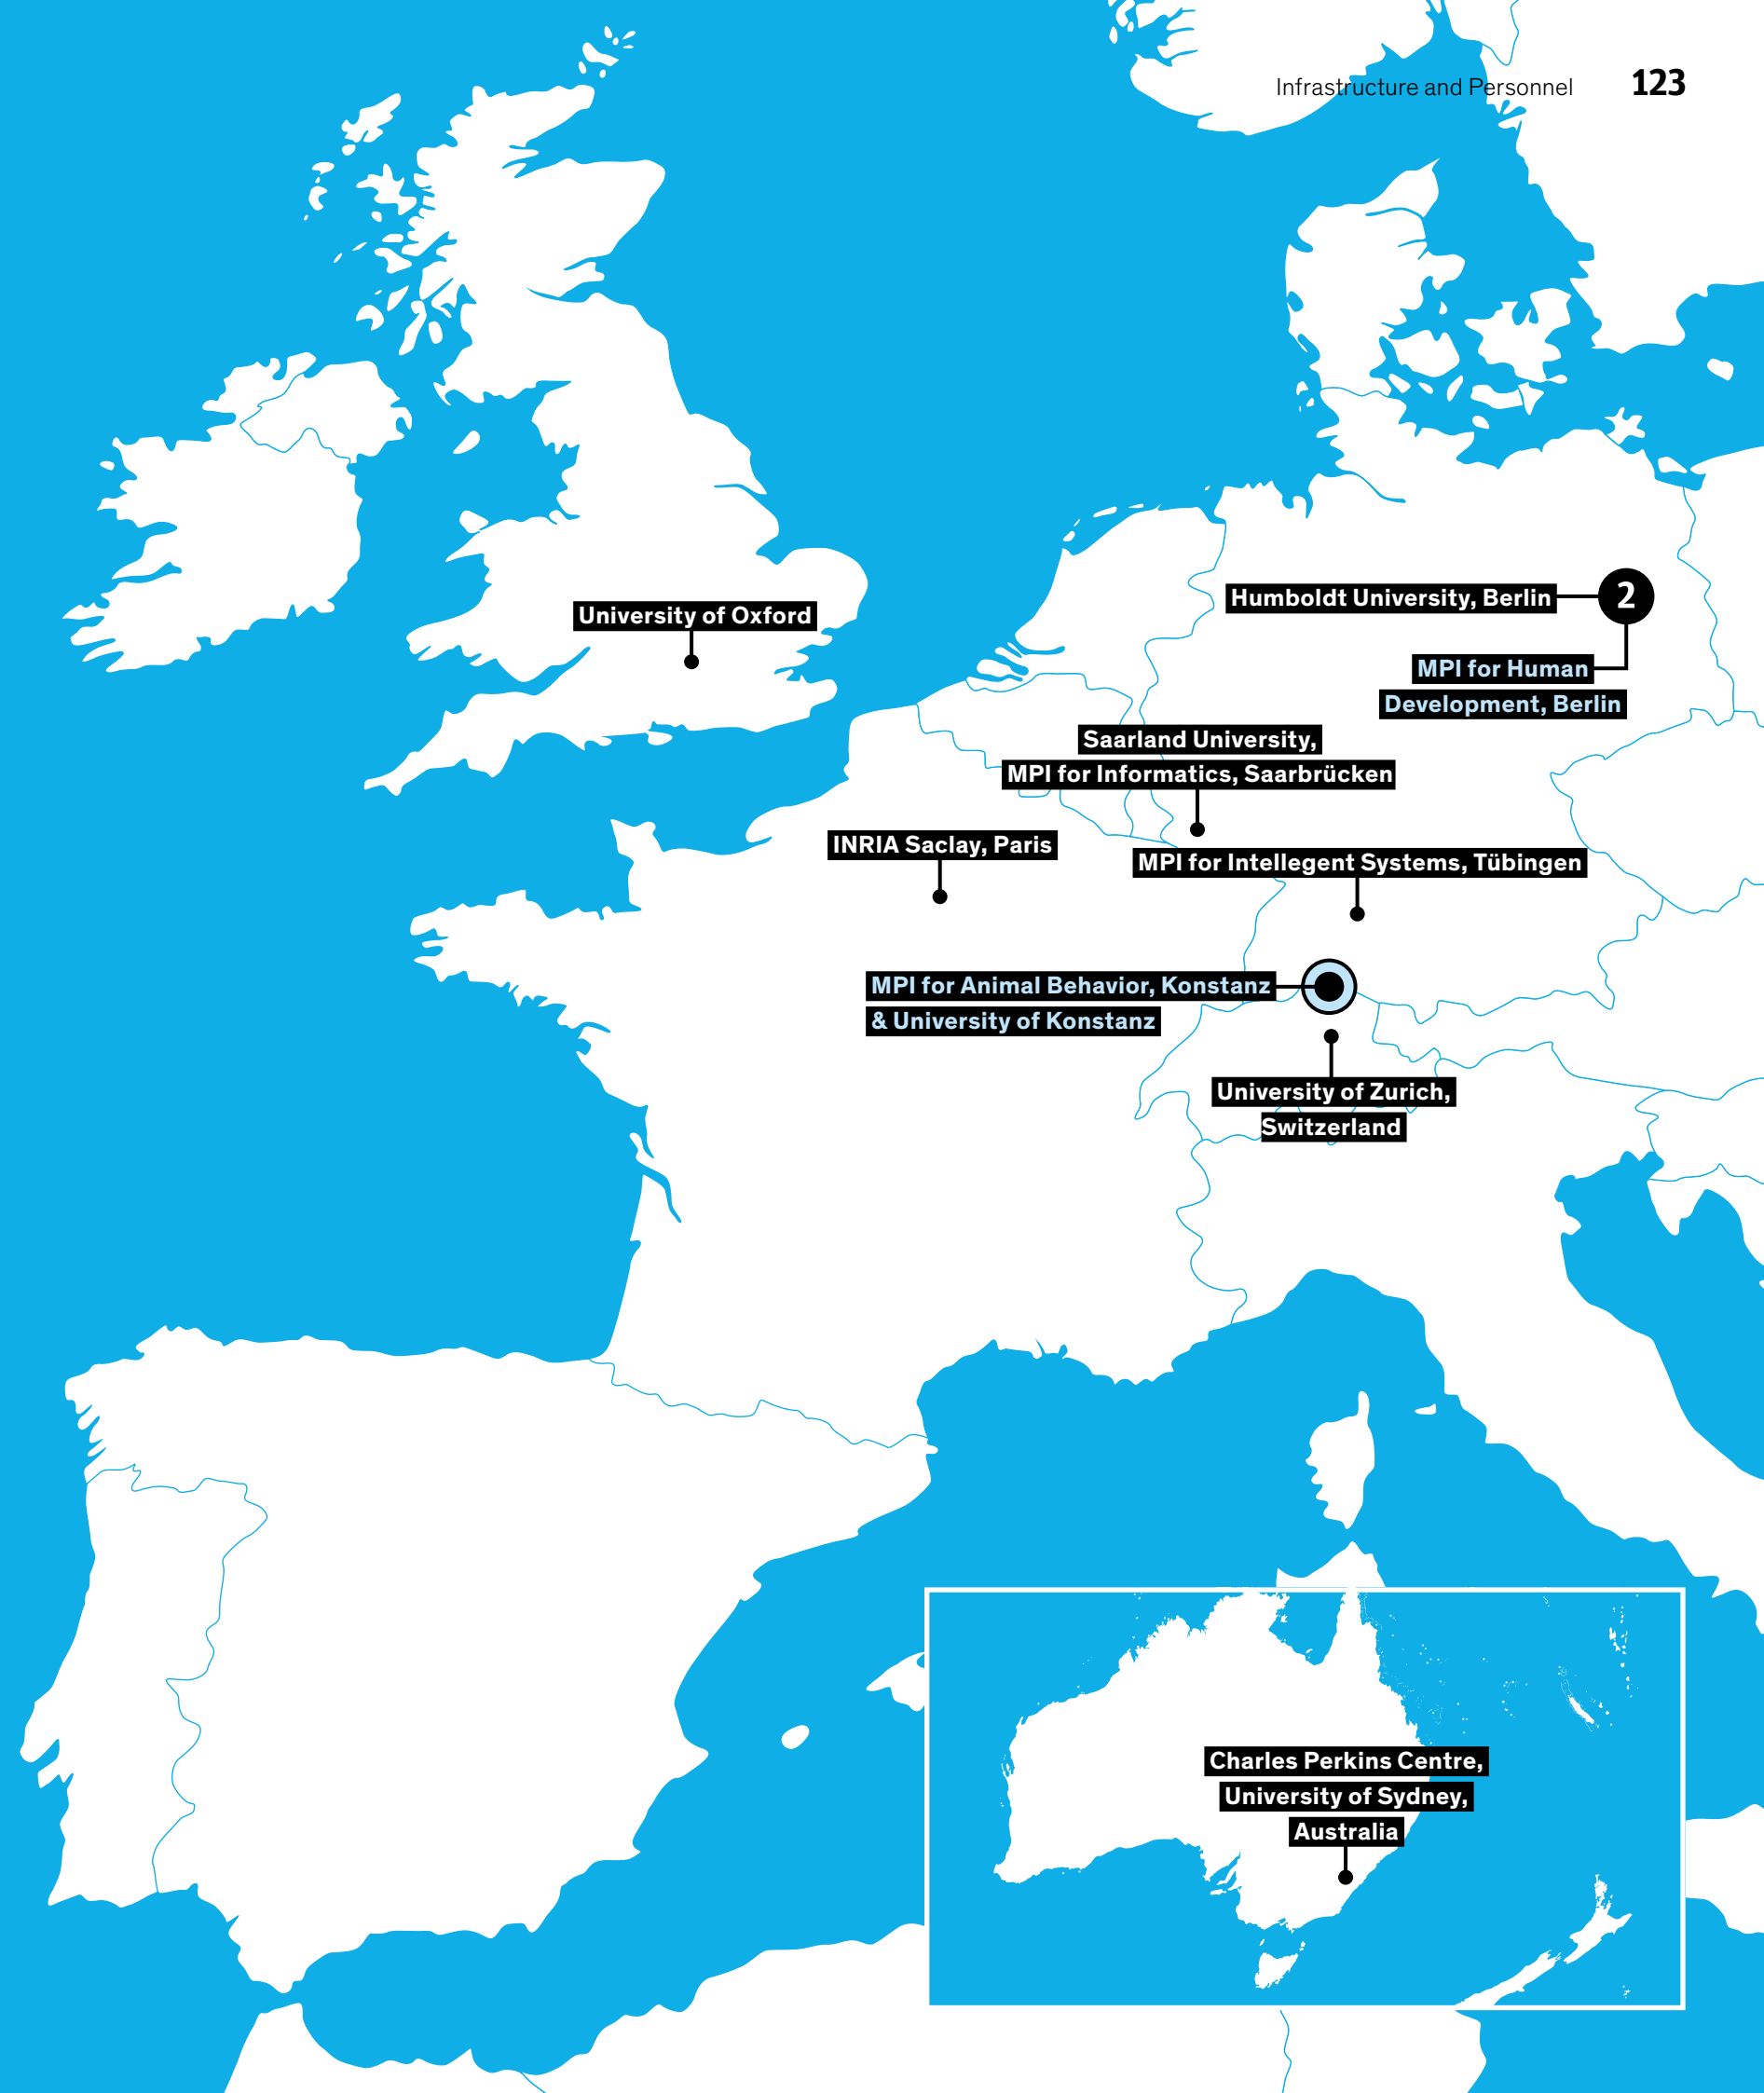 Infrastructure and Personnel 123
University of Oxford
Humboldt University, Berlin
2
MPI for Human
Development, Berlin
Saarland University,
MPI for Informatics, Saarbrücken
INRIA Saclay, Paris
MPI for Intellegent Systems, Tübingen
MPI for Animal Behavior, Konstanz
& University of Konstanz
University of Zurich,
Switzerland
Charles Perkins Centre,
University of Sydney,
Australia